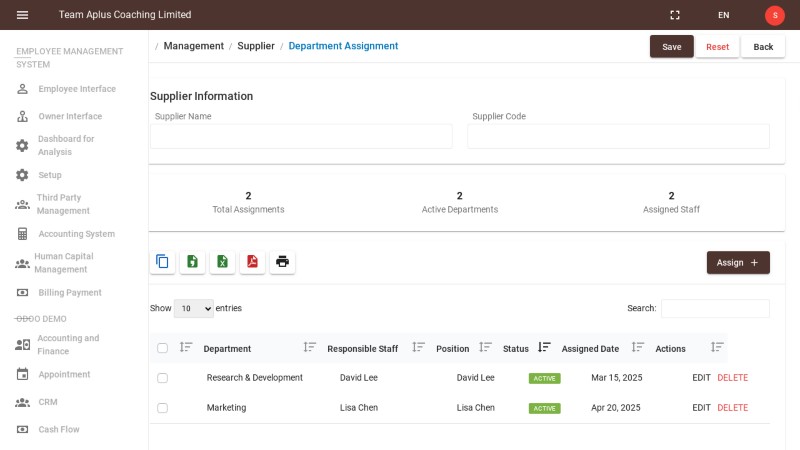 Team Aplus Coaching Limited
EN
S
EMPLOYEE MANAGEMENT
SYSTEM
Employee Interface
Owner Interface
Dashboard for
Analysis
Setup
Third Party
Management
Accounting System
Human Capital
Management
Billing Payment
ODOO DEMO
Accounting and
Finance
Appointment
CRM
Cash Flow
/ Management / Supplier / Department Assignment
Save
Reset
Back
Supplier Information
Supplier Name
Supplier Code
2
Total Assignments
2
Active Departments
2
Assigned Staff
Assign +
Show 10 entries
Search:
Department Responsible Staff Position Status Assigned Date Actions
Research & Development David Lee David Lee ACTIVE Mar 15, 2025 EDIT DELETE
Marketing Lisa Chen Lisa Chen ACTIVE Apr 20, 2025 EDIT DELETE